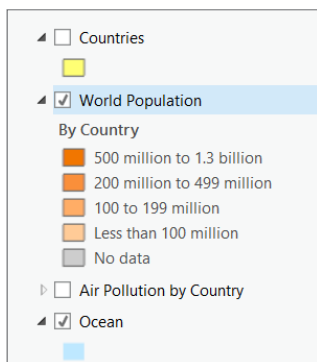 Countries
World Population
By Country
500 million to 1.3 billion
200 million to 499 million
100 to 199 million
Less than 100 million
No data
Air Pollution by Country
Ocean